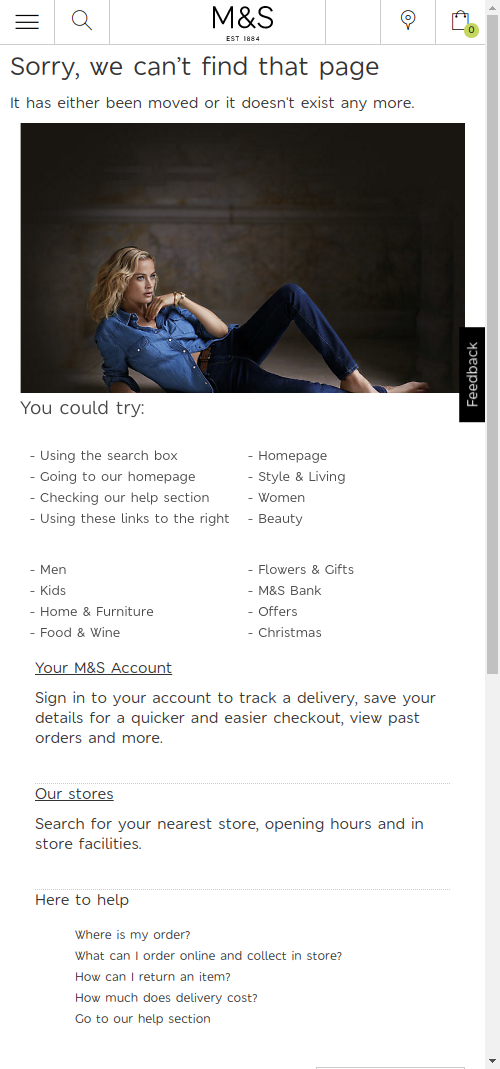 M&S
EST 1884
0
Sorry, we can't find that page
It has either been moved or it doesn't exist any more.
Feedback
You could try:
- Using the search box
- Going to our homepage
- Checking our help section
- Using these links to the right
- Homepage
- Style & Living
- Women
- Beauty
- Men
- Kids
- Home & Furniture
- Food & Wine
- Flowers & Gifts
- M&S Bank
- Offers
- Christmas
Your M&S Account
Sign in to your account to track a delivery, save your
details for a quicker and easier checkout, view past
orders and more.
Our stores
Search for your nearest store, opening hours and in
store facilities.
Here to help
Where is my order?
What can I order online and collect in store?
How can I return an item?
How much does delivery cost?
Go to our help section